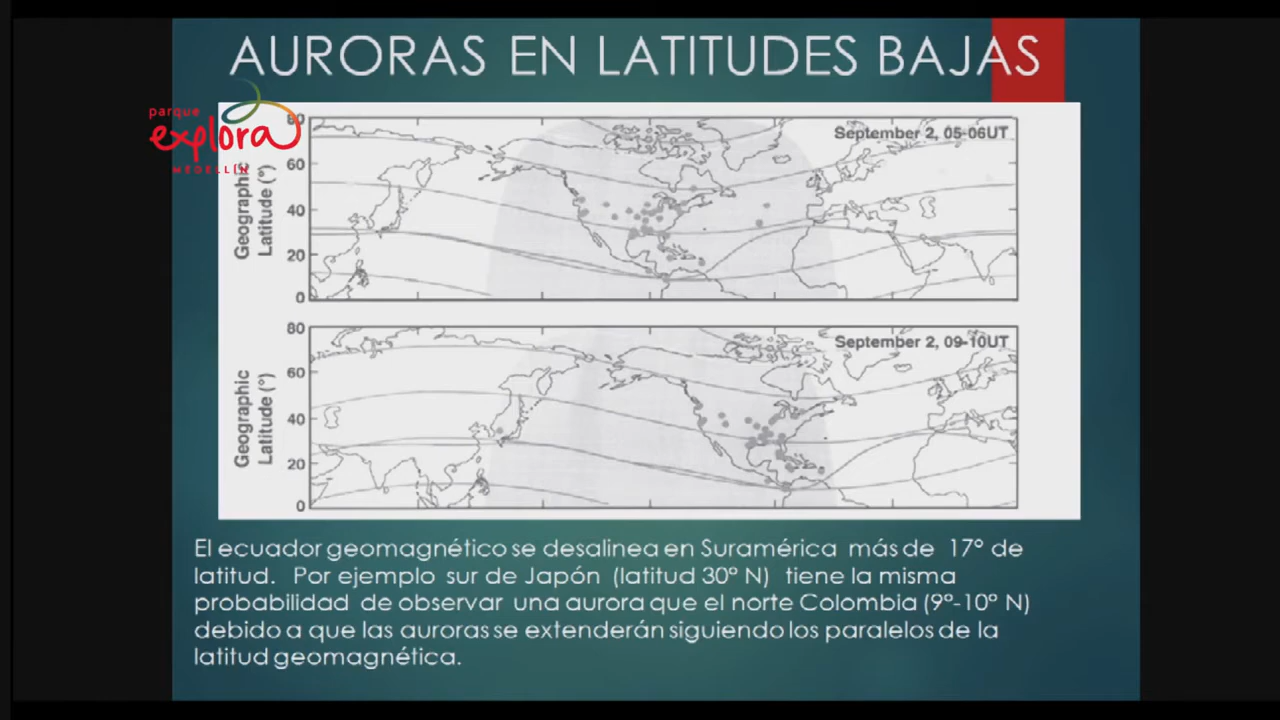 AURORAS EN LATITUDES BAJAS
parque
explora
MEDELLÍN
80
60
40
20
0
Geographic
Latitude (°)
September 2, 05-06UT
80
60
40
20
0
Geographic
Latitude (°)
September 2, 09-10UT
El ecuador geomagnético se desalinea en Suramérica más de 17° de
latitud. Por ejemplo sur de Japón (latitud 30° N) tiene la misma
probabilidad de observar una aurora que el norte Colombia (9°-10° N)
debido a que las auroras se extenderán siguiendo los paralelos de la
latitud geomagnética.